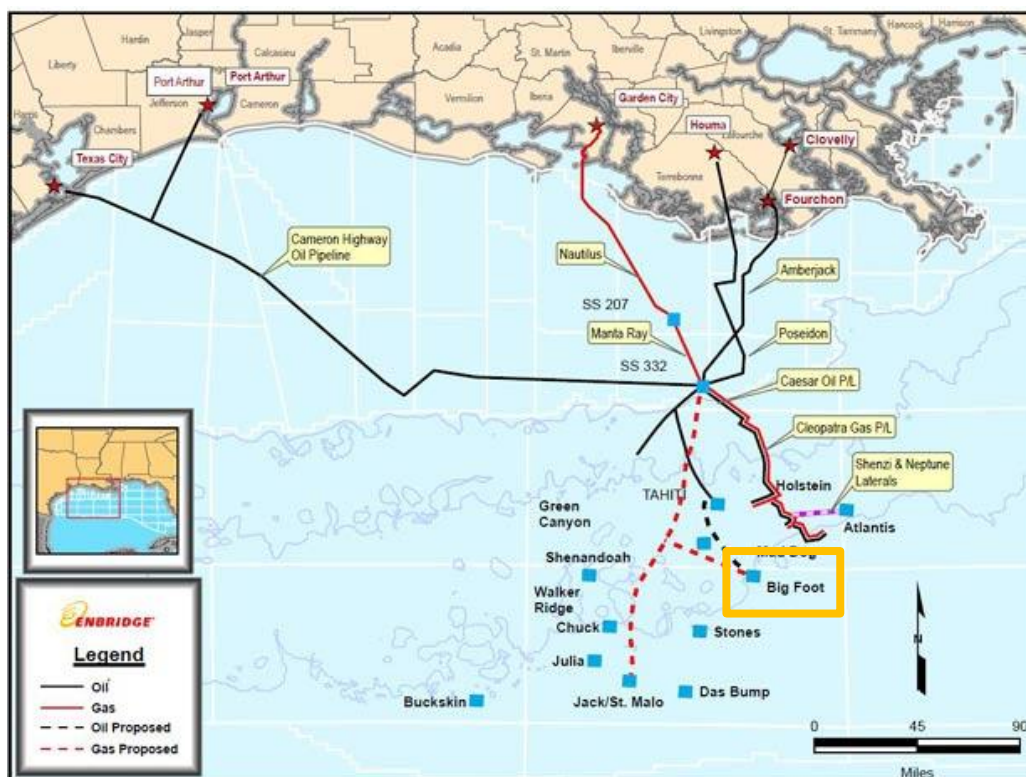 Hardin
Jasper
Liberty
Calcasieu
Acadia
St. Martin
Iberville
Livingston
St. Tammany
Hancock
Harrison
Port Arthur
Port Arthur
Jefferson
Cameron
Vermilion
Iberia
Garden City
Houma
Lafourche
Clovelly
Harris
Chambers
Texas City
Terrebonne
Fourchon
Cameron Highway
Oil Pipeline
Nautilus
Amberjack
SS 207
Manta Ray
Poseidon
SS 332
Caesar Oil P/L
Cleopatra Gas P/L
Shenzi & Neptune
Laterals
Holstein
TAHITI
Green
Canyon
Atlantis
Mad Dog
Shenandoah
Big Foot
Walker
Ridge
Chuck
Stones
Julia
Buckskin
Jack/St. Malo
Das Bump
N
ENBRIDGE
Legend
Oil
Gas
Oil Proposed
Gas Proposed
0 45 90
Miles